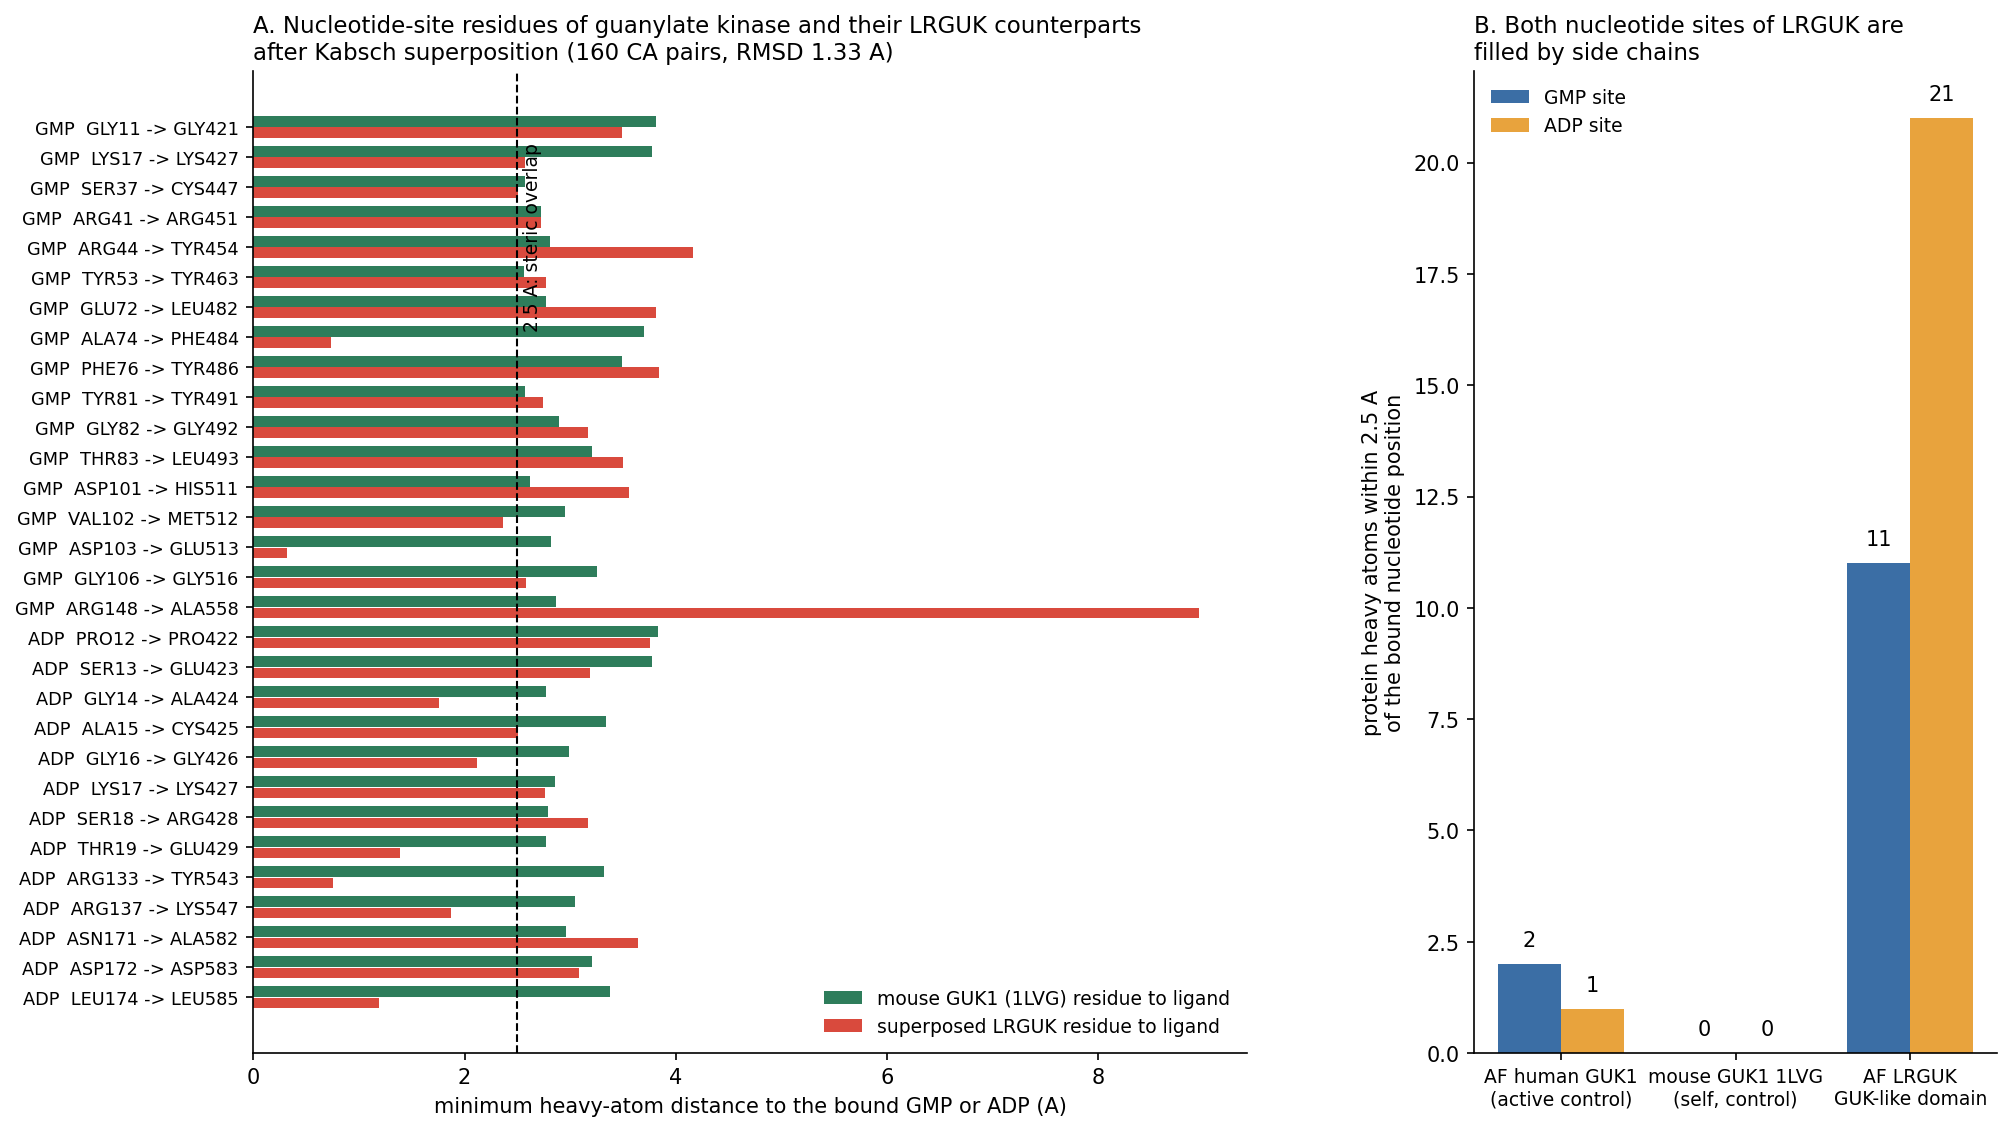 A. Nucleotide-site residues of guanylate kinase and their LRGUK counterparts
after Kabsch superposition (160 CA pairs, RMSD 1.33 A)
GMP  GLY11 -> GLY421
GMP  LYS17 -> LYS427
GMP  SER37 -> CYS447
GMP  ARG41 -> ARG451
GMP  ARG44 -> TYR454
GMP  TYR53 -> TYR463
GMP  GLU72 -> LEU482
GMP  ALA74 -> PHE484
GMP  PHE76 -> TYR486
GMP  TYR81 -> TYR491
GMP  GLY82 -> GLY492
GMP  THR83 -> LEU493
GMP  ASP101 -> HIS511
GMP  VAL102 -> MET512
GMP  ASP103 -> GLU513
GMP  GLY106 -> GLY516
GMP  ARG148 -> ALA558
ADP  PRO12 -> PRO422
ADP  SER13 -> GLU423
ADP  GLY14 -> ALA424
ADP  ALA15 -> CYS425
ADP  GLY16 -> GLY426
ADP  LYS17 -> LYS427
ADP  SER18 -> ARG428
ADP  THR19 -> GLU429
ADP  ARG133 -> TYR543
ADP  ARG137 -> LYS547
ADP  ASN171 -> ALA582
ADP  ASP172 -> ASP583
ADP  LEU174 -> LEU585
2.5 A: steric overlap
mouse GUK1 (1LVG) residue to ligand
superposed LRGUK residue to ligand
0 2 4 6 8
minimum heavy-atom distance to the bound GMP or ADP (A)
B. Both nucleotide sites of LRGUK are
filled by side chains
GMP site
ADP site
protein heavy atoms within 2.5 A
of the bound nucleotide position
20.0
17.5
15.0
12.5
10.0
7.5
5.0
2.5
0.0
2
1
0
0
11
21
AF human GUK1
(active control)
mouse GUK1 1LVG
(self, control)
AF LRGUK
GUK-like domain